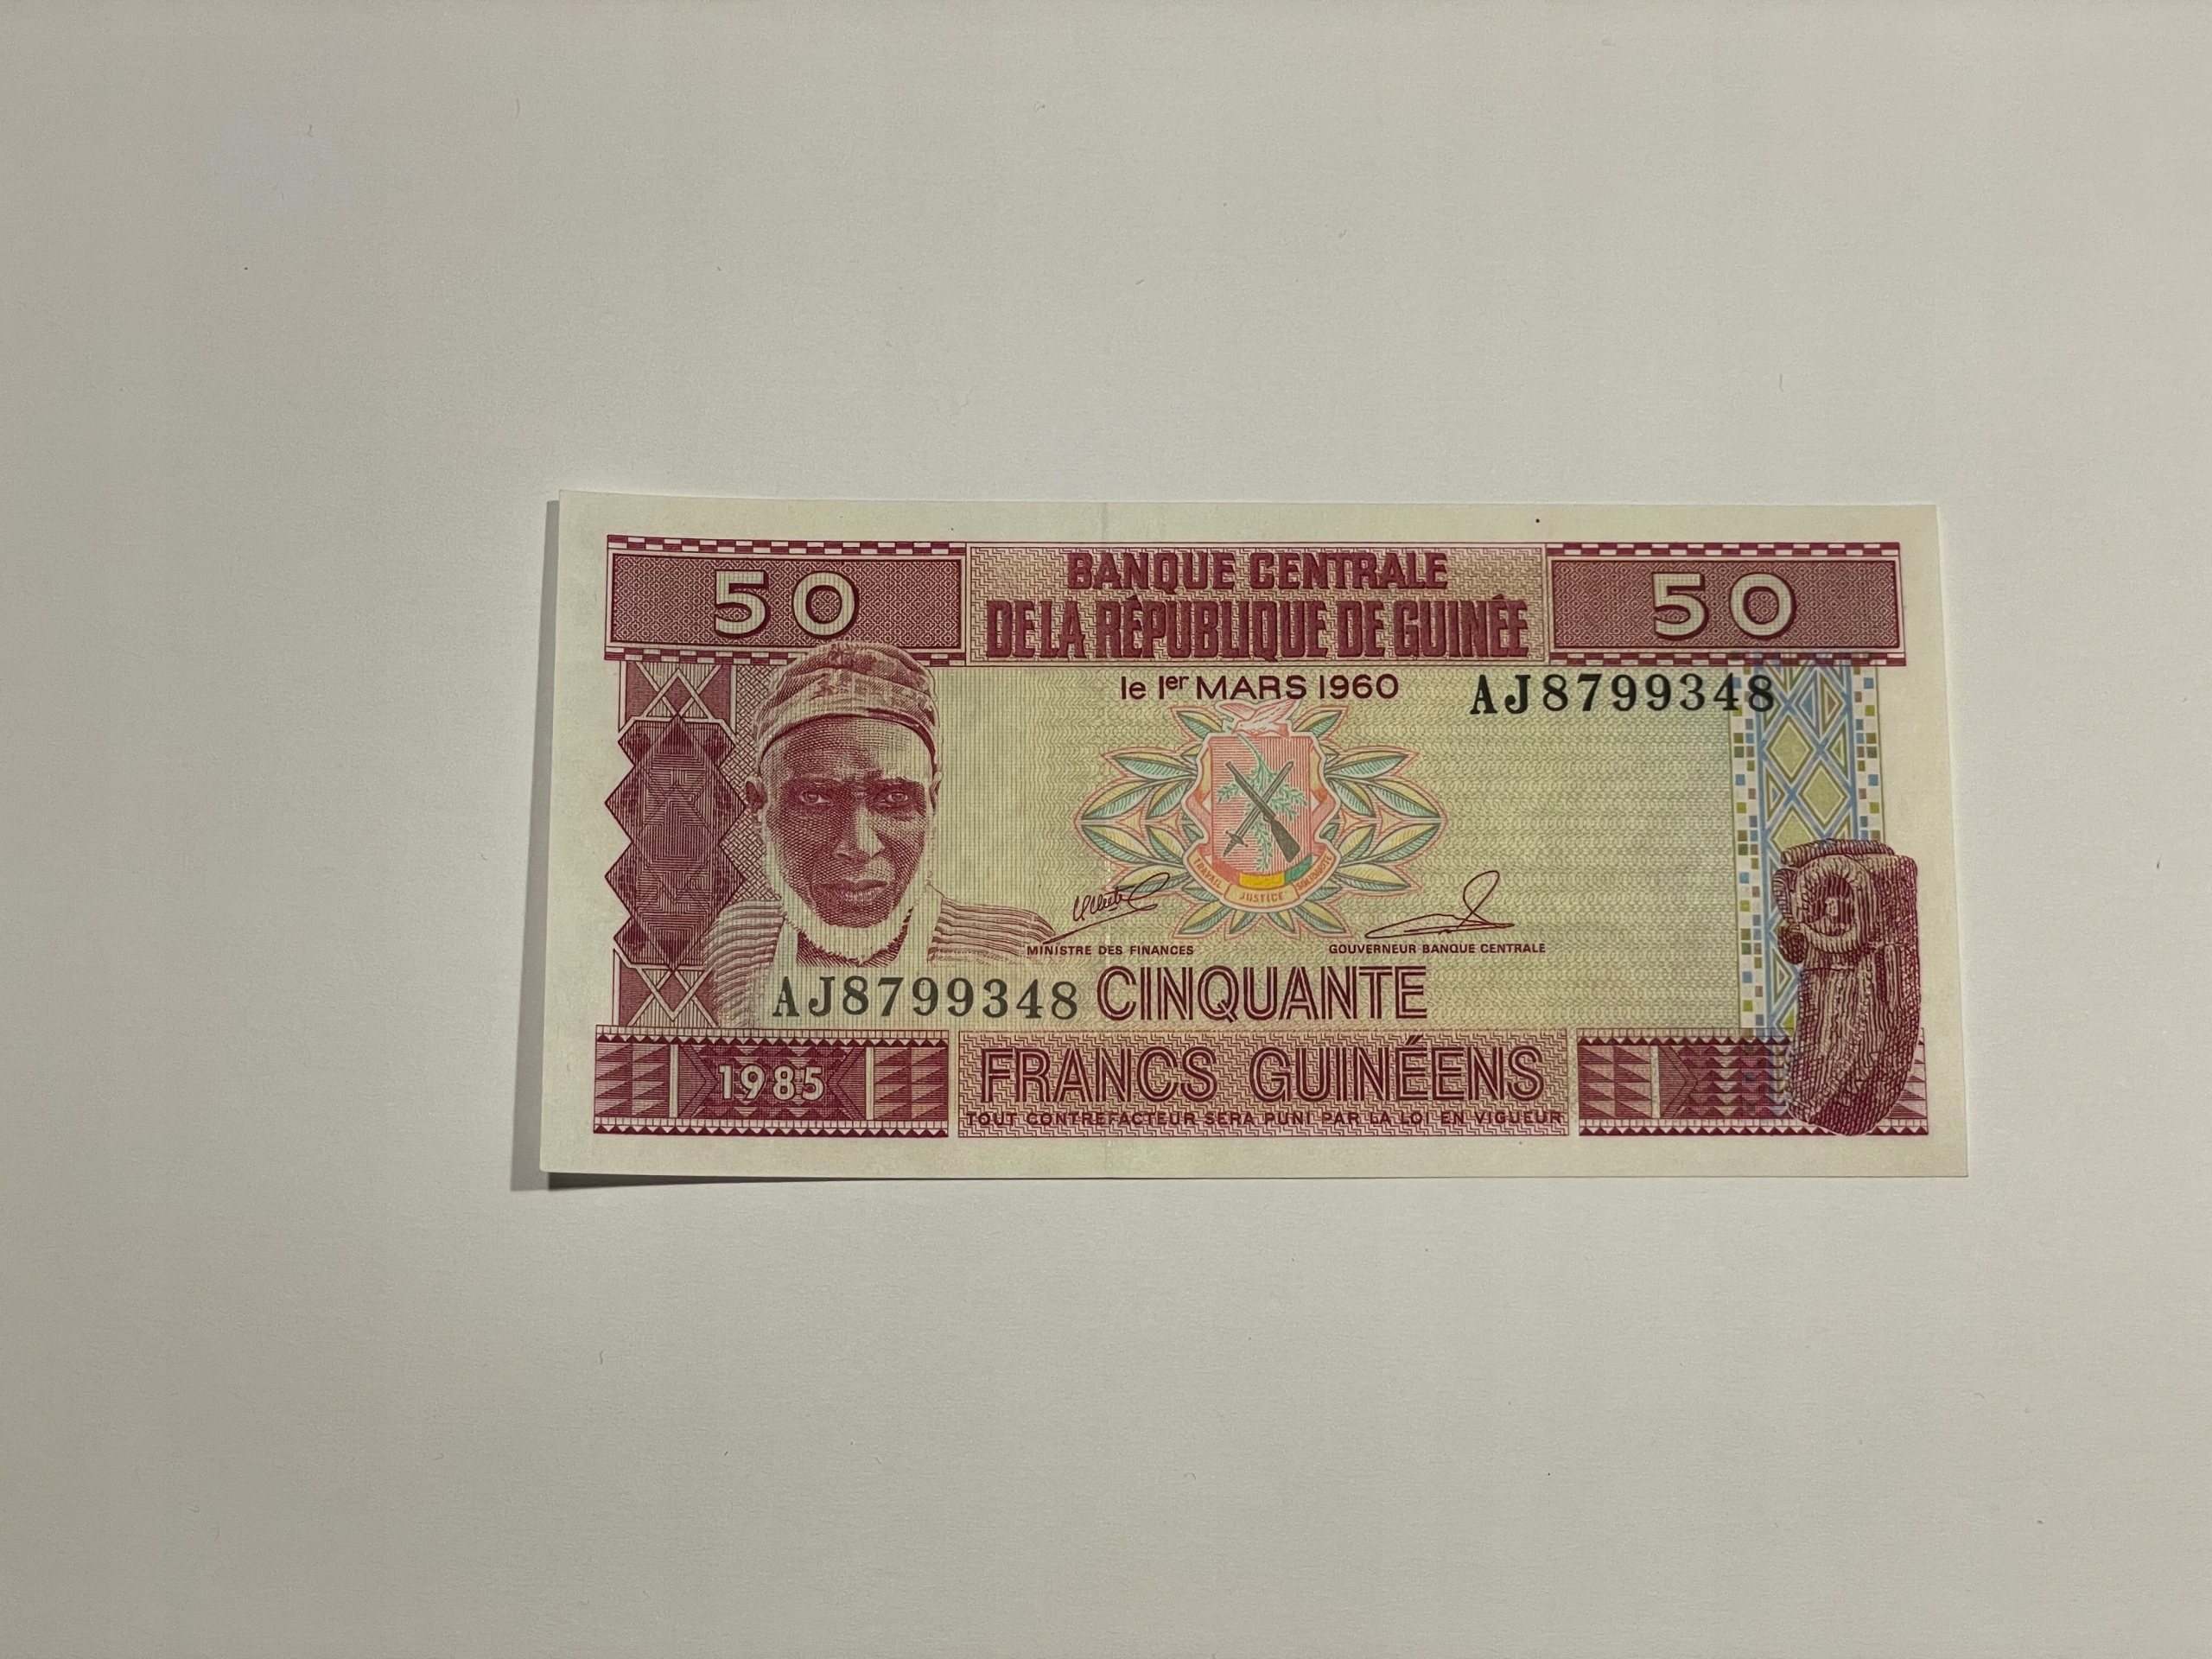 50
BANQUE CENTRALE
DE LA RÉPUBLIQUE DE GUINÉE
50
le 1er MARS 1960
AJ8799348
TRAVAIL JUSTICE SOLIDARITÉ
MINISTRE DES FINANCES
GOUVERNEUR BANQUE CENTRALE
AJ8799348
CINQUANTE
FRANCS GUINÉENS
1985
TOUT CONTREFACTEUR SERA PUNI PAR LA LOI EN VIGUEUR